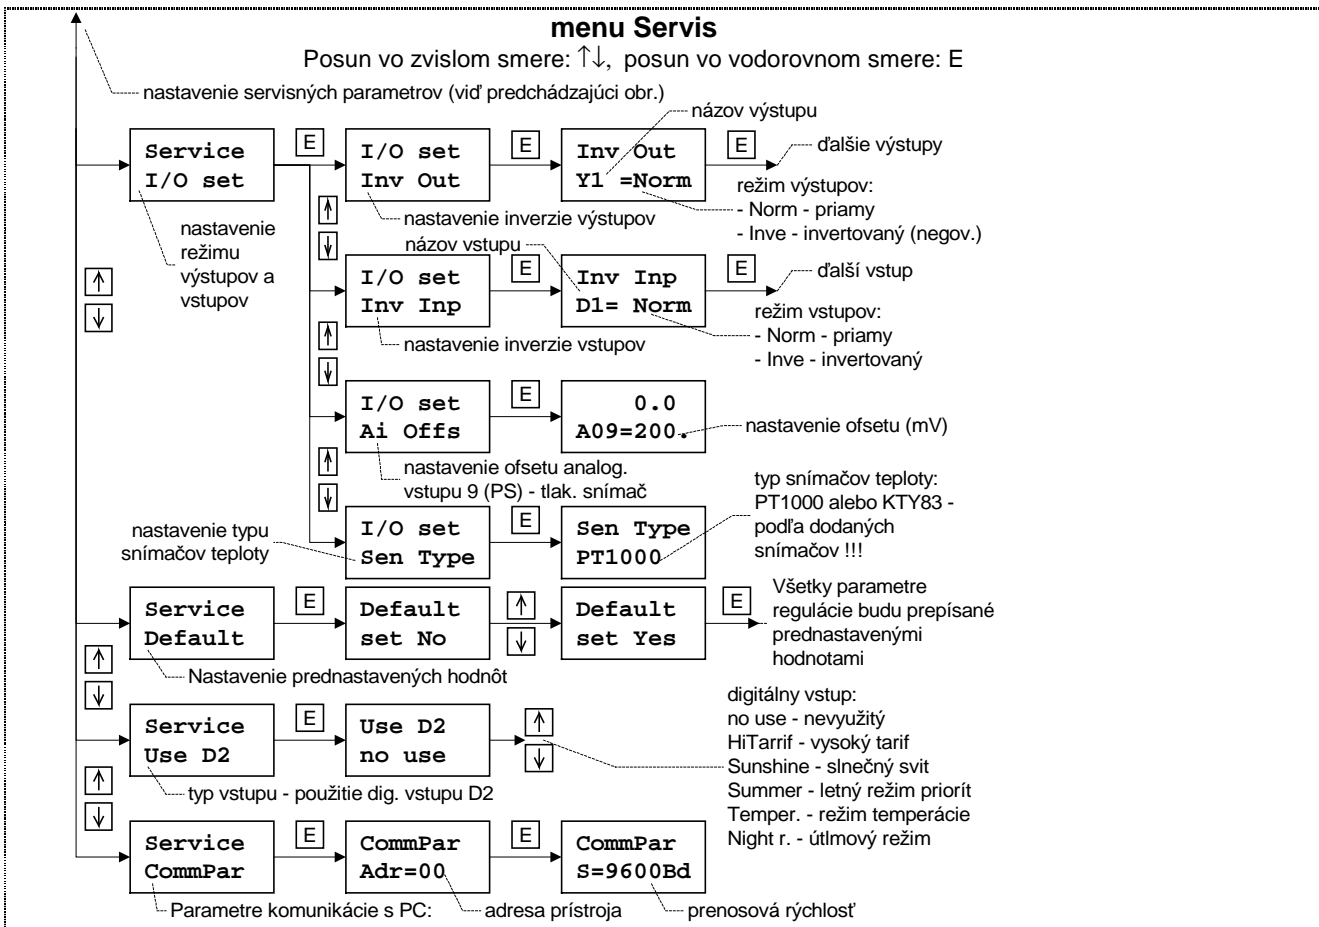 menu Servis
Posun vo zvislom smere: ↑↓, posun vo vodorovnom smere: E
nastavenie servisných parametrov (viď predchádzajúci obr.)
názov výstupu
Service
I/O set
E
I/O set
Inv Out
E
Inv Out
Y1 =Norm
E
ďalšie výstupy
nastavenie
režimu
výstupov a
vstupov
nastavenie inverzie výstupov
režim výstupov:
- Norm - priamy
- Inve - invertovaný (negov.)
↑
↓
↑
↓
názov vstupu
I/O set
Inv Inp
E
Inv Inp
D1= Norm
E
ďalší vstup
nastavenie inverzie vstupov
režim vstupov:
- Norm - priamy
- Inve - invertovaný
↑
↓
I/O set
Ai Offs
E
0.0
A09=200.
nastavenie ofsetu (mV)
nastavenie ofsetu analog.
vstupu 9 (PS) - tlak. snímač
↑
↓
nastavenie typu
snímačov teploty
I/O set
Sen Type
E
Sen Type
PT1000
typ snímačov teploty:
PT1000 alebo KTY83 -
podľa dodaných
snímačov !!!
Service
Default
E
Default
set No
↑
↓
Default
set Yes
E
Všetky parametre
regulácie budu prepísané
prednastavenými
hodnotami
Nastavenie prednastavených hodnôt
↑
↓
Service
Use D2
E
Use D2
no use
↑
↓
digitálny vstup:
no use - nevyužitý
HiTarrif - vysoký tarif
Sunshine - slnečný svit
Summer - letný režim priorít
Temper. - režim temperácie
Night r. - útlmový režim
typ vstupu - použitie dig. vstupu D2
↑
↓
Service
CommPar
E
CommPar
Adr=00
E
CommPar
S=9600Bd
Parametre komunikácie s PC:
adresa prístroja
prenosová rýchlosť